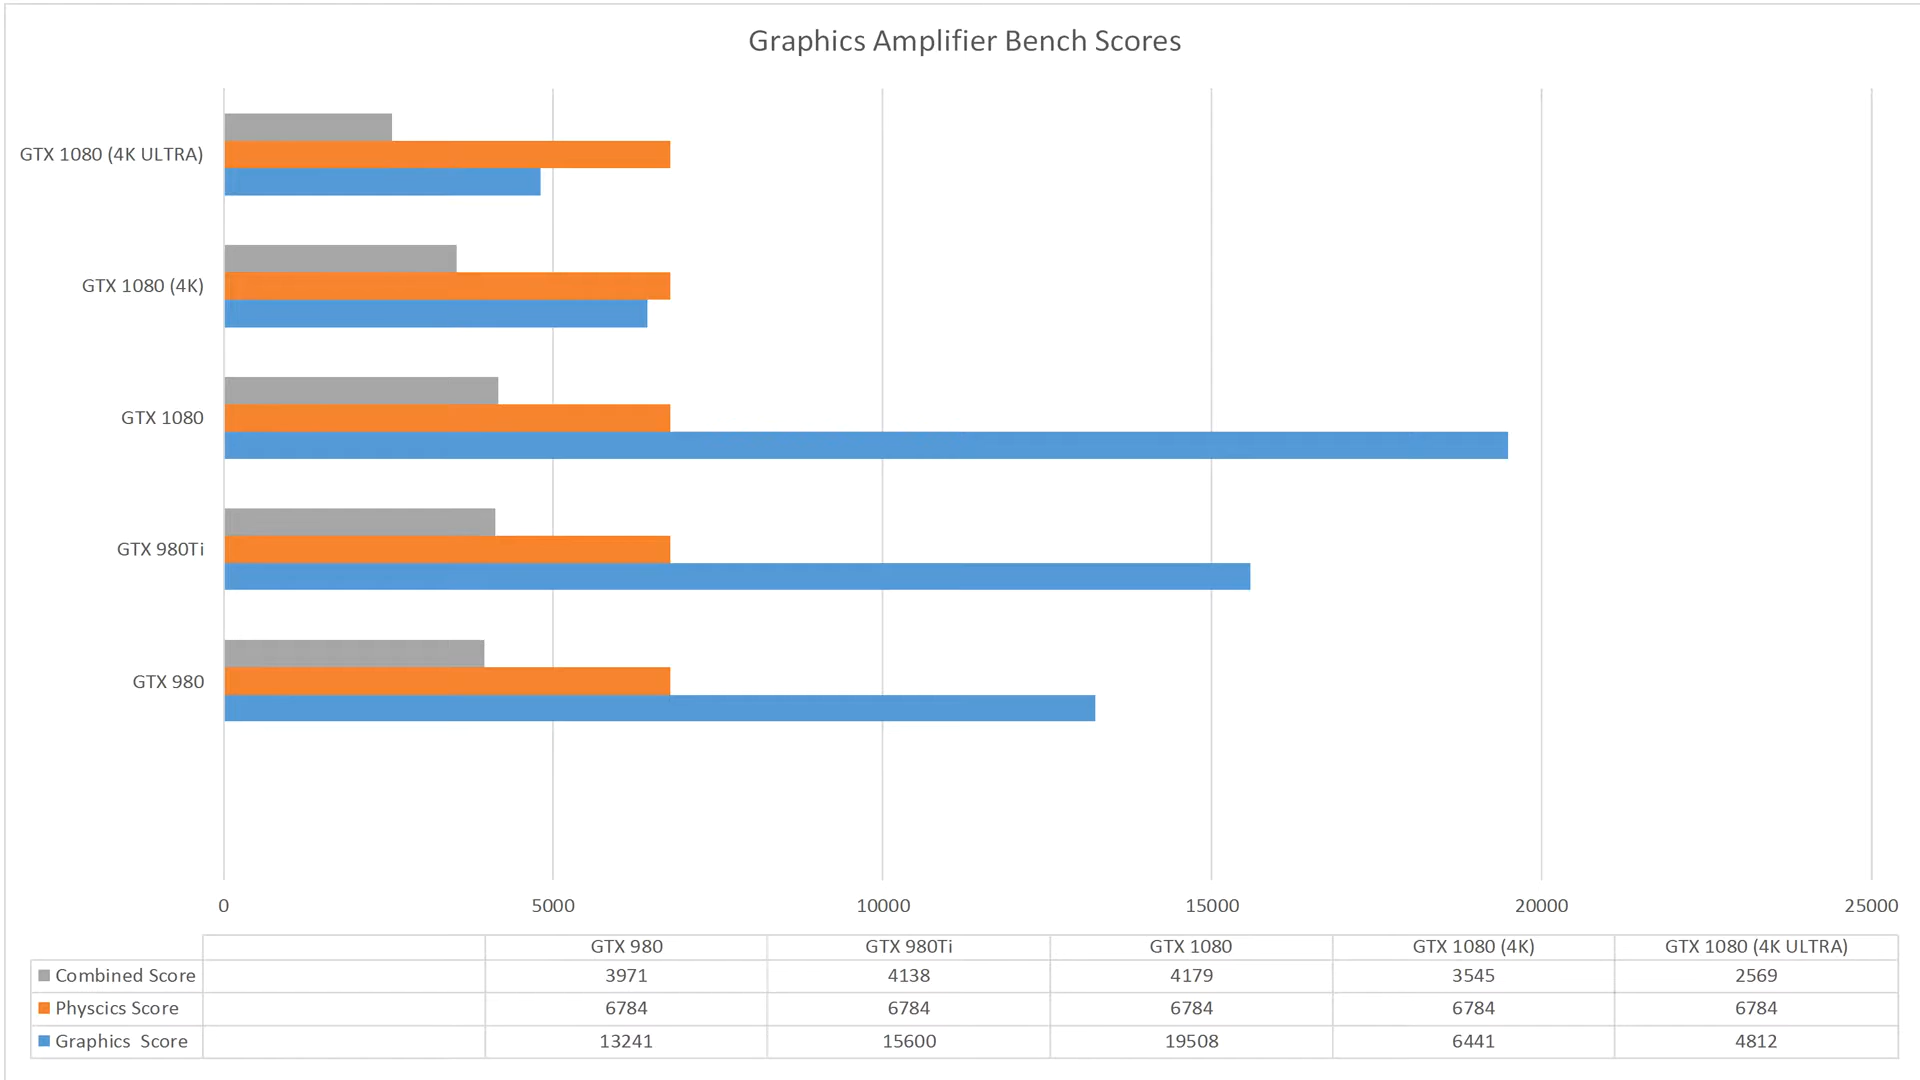 Graphics Amplifier Bench Scores
GTX 1080 (4K ULTRA)
GTX 1080 (4K)
GTX 1080
GTX 980Ti
GTX 980
0 5000 10000 15000 20000 25000
GTX 980 GTX 980Ti GTX 1080 GTX 1080 (4K) GTX 1080 (4K ULTRA)
Combined Score 3971 4138 4179 3545 2569
Physcics Score 6784 6784 6784 6784 6784
Graphics Score 13241 15600 19508 6441 4812